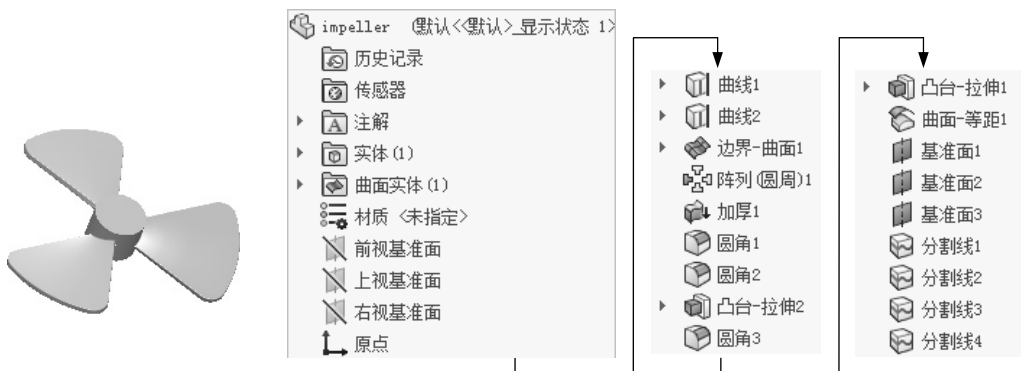 impeller (默认<<默认>_显示状态 1>
历史记录
传感器
注解
实体(1)
曲面实体(1)
材质 <未指定>
前视基准面
上视基准面
右视基准面
原点
曲线1
曲线2
边界-曲面1
阵列(圆周)1
加厚1
圆角1
圆角2
凸台-拉伸2
圆角3
凸台-拉伸1
曲面-等距1
基准面1
基准面2
基准面3
分割线1
分割线2
分割线3
分割线4